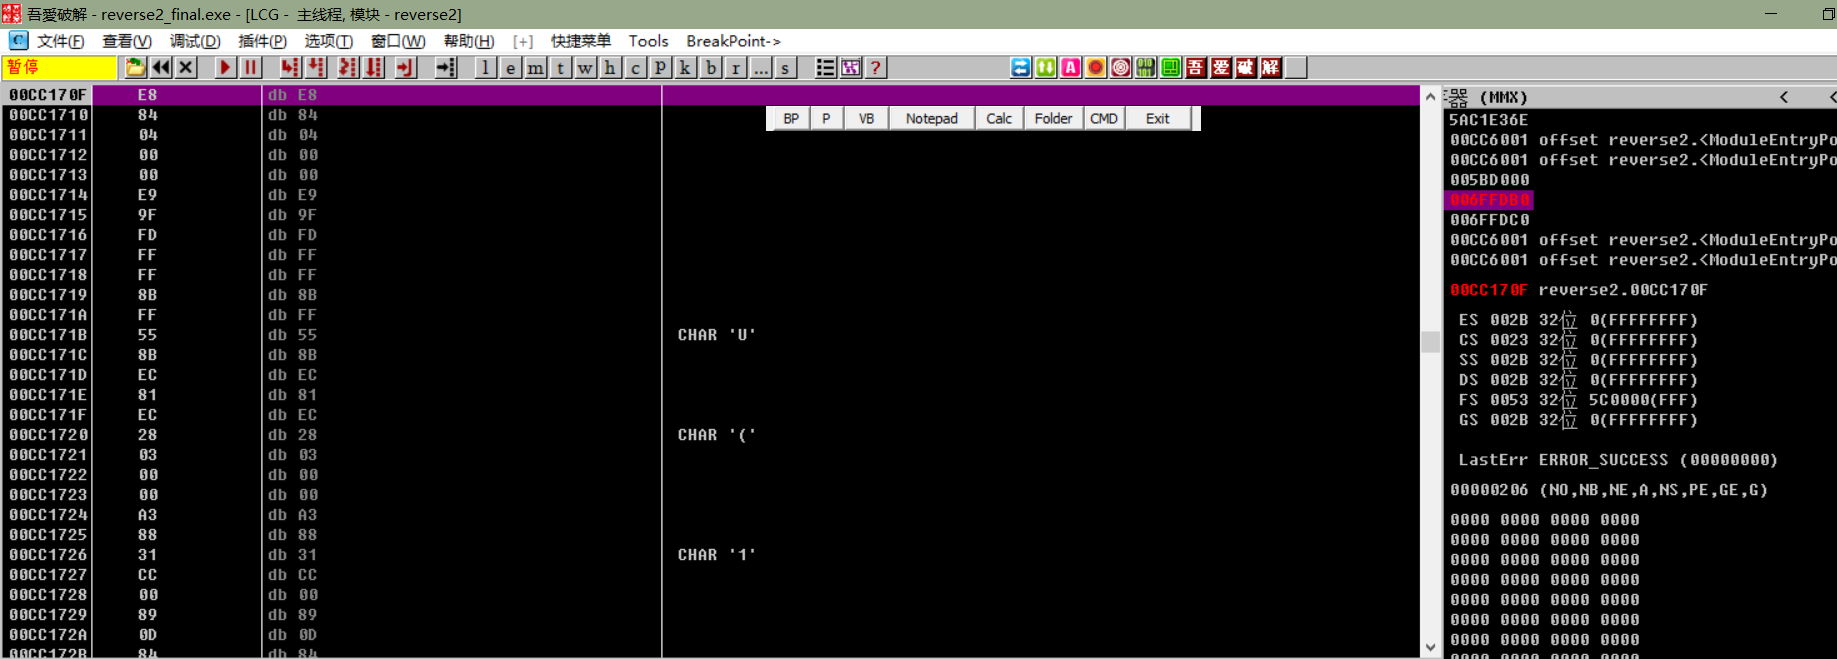 吾愛破解 - reverse2_final.exe - [LCG - 主线程, 模块 - reverse2]
C 文件(F) 查看(V) 调试(D) 插件(P) 选项(T) 窗口(W) 帮助(H) [+] 快捷菜单 Tools BreakPoint->
暂停 l e m t w h c P k b r ... s ? A 吾 爱 破 解
00CC170F E8 db E8
00CC1710 84 db 84
00CC1711 04 db 04
00CC1712 00 db 00
00CC1713 00 db 00
00CC1714 E9 db E9
00CC1715 9F db 9F
00CC1716 FD db FD
00CC1717 FF db FF
00CC1718 FF db FF
00CC1719 8B db 8B
00CC171A FF db FF
00CC171B 55 db 55 CHAR 'U'
00CC171C 8B db 8B
00CC171D EC db EC
00CC171E 81 db 81
00CC171F EC db EC
00CC1720 28 db 28 CHAR '('
00CC1721 03 db 03
00CC1722 00 db 00
00CC1723 00 db 00
00CC1724 A3 db A3
00CC1725 88 db 88
00CC1726 31 db 31 CHAR '1'
00CC1727 CC db CC
00CC1728 00 db 00
00CC1729 89 db 89
00CC172A 0D db 0D
00CC172B 84 db 84
BP P VB Notepad Calc Folder CMD Exit
器 (MMX) < <
5AC1E36E
00CC6001 offset reverse2.<ModuleEntryPo
00CC6001 offset reverse2.<ModuleEntryPo
005BD000
006FFDB0
006FFDC0
00CC6001 offset reverse2.<ModuleEntryPo
00CC6001 offset reverse2.<ModuleEntryPo
00CC170F reverse2.00CC170F
ES 002B 32位 0(FFFFFFFF)
CS 0023 32位 0(FFFFFFFF)
SS 002B 32位 0(FFFFFFFF)
DS 002B 32位 0(FFFFFFFF)
FS 0053 32位 5C0000(FFF)
GS 002B 32位 0(FFFFFFFF)
LastErr ERROR_SUCCESS (00000000)
00000206 (NO,NB,NE,A,NS,PE,GE,G)
0000 0000 0000 0000
0000 0000 0000 0000
0000 0000 0000 0000
0000 0000 0000 0000
0000 0000 0000 0000
0000 0000 0000 0000
0000 0000 0000 0000